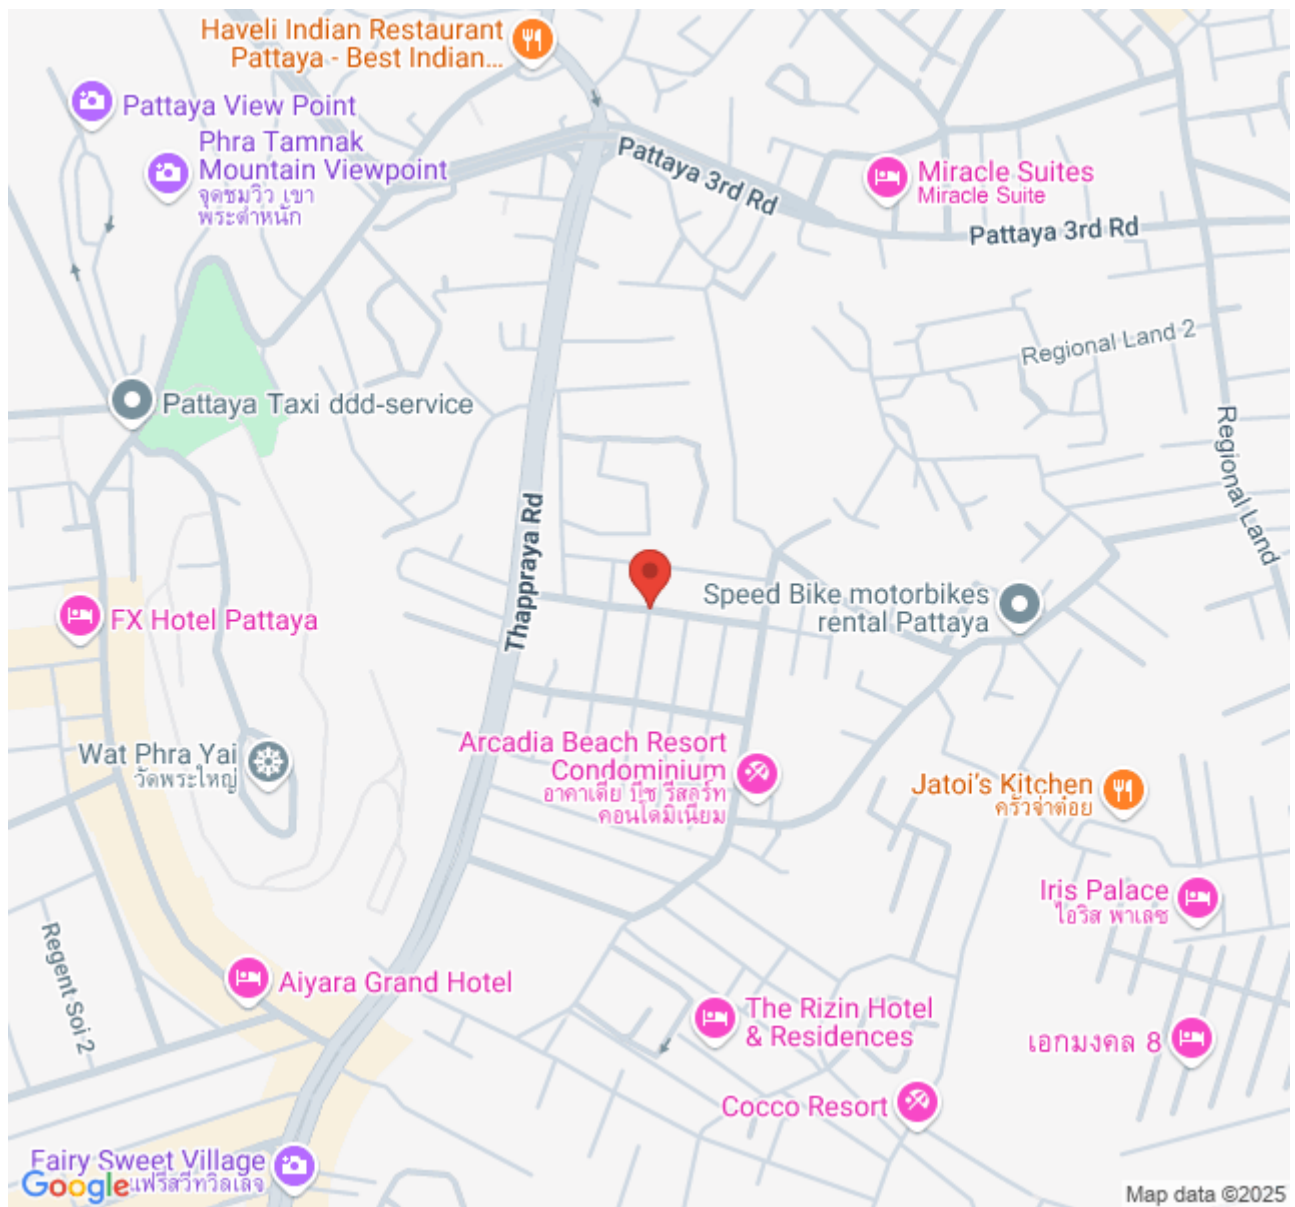 Haveli Indian Restaurant
Pattaya - Best Indian...
Pattaya View Point
Phra Tamnak
Mountain Viewpoint
จุดชมวิว เขา
พระตำหนัก
Pattaya 3rd Rd
Miracle Suites
Miracle Suite
Pattaya 3rd Rd
Regional Land 2
Pattaya Taxi ddd-service
Regional Land
Thappraya Rd
Speed Bike motorbikes
rental Pattaya
FX Hotel Pattaya
Wat Phra Yai
วัดพระใหญ่
Arcadia Beach Resort
Condominium
อาคาเดีย บีช รีสอร์ท
คอนโดมิเนียม
Jatoi's Kitchen
ครัวจ่าต๋อย
Iris Palace
ไอริส พาเลซ
Regent Soi 2
Aiyara Grand Hotel
The Rizin Hotel
& Residences
เอกมงคล 8
Cocco Resort
Fairy Sweet Village
แฟรี่สวีทวิลเลจ
Google
Map data ©2025